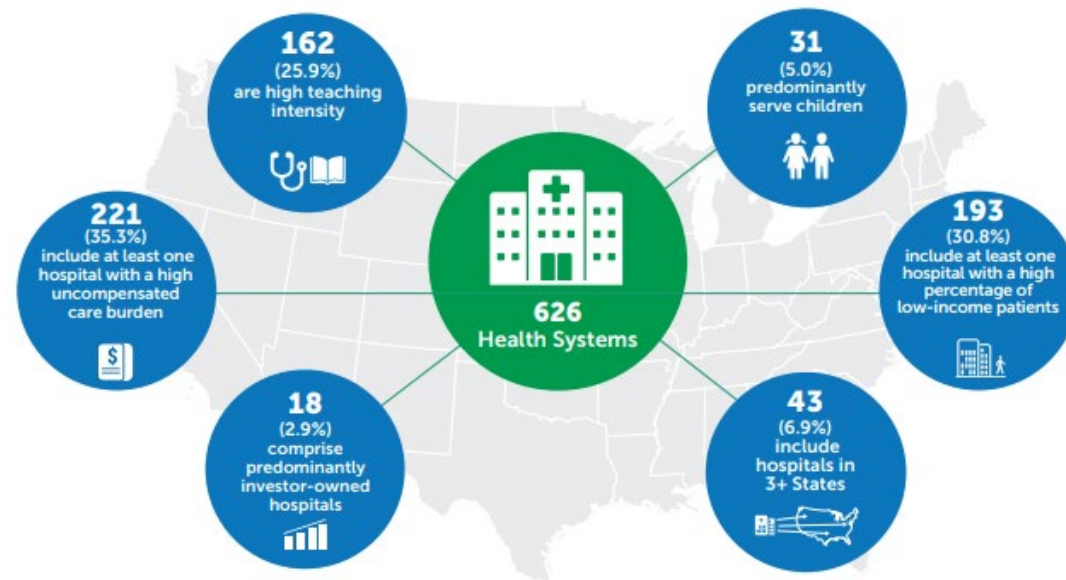 162
(25.9%)
are high teaching
intensity
31
(5.0%)
predominantly
serve children
221
(35.3%)
include at least one
hospital with a high
uncompensated
care burden
$
626
Health Systems
193
(30.8%)
include at least one
hospital with a high
percentage of
low-income patients
18
(2.9%)
comprise
predominantly
investor-owned
hospitals
43
(6.9%)
include
hospitals in
3+ States